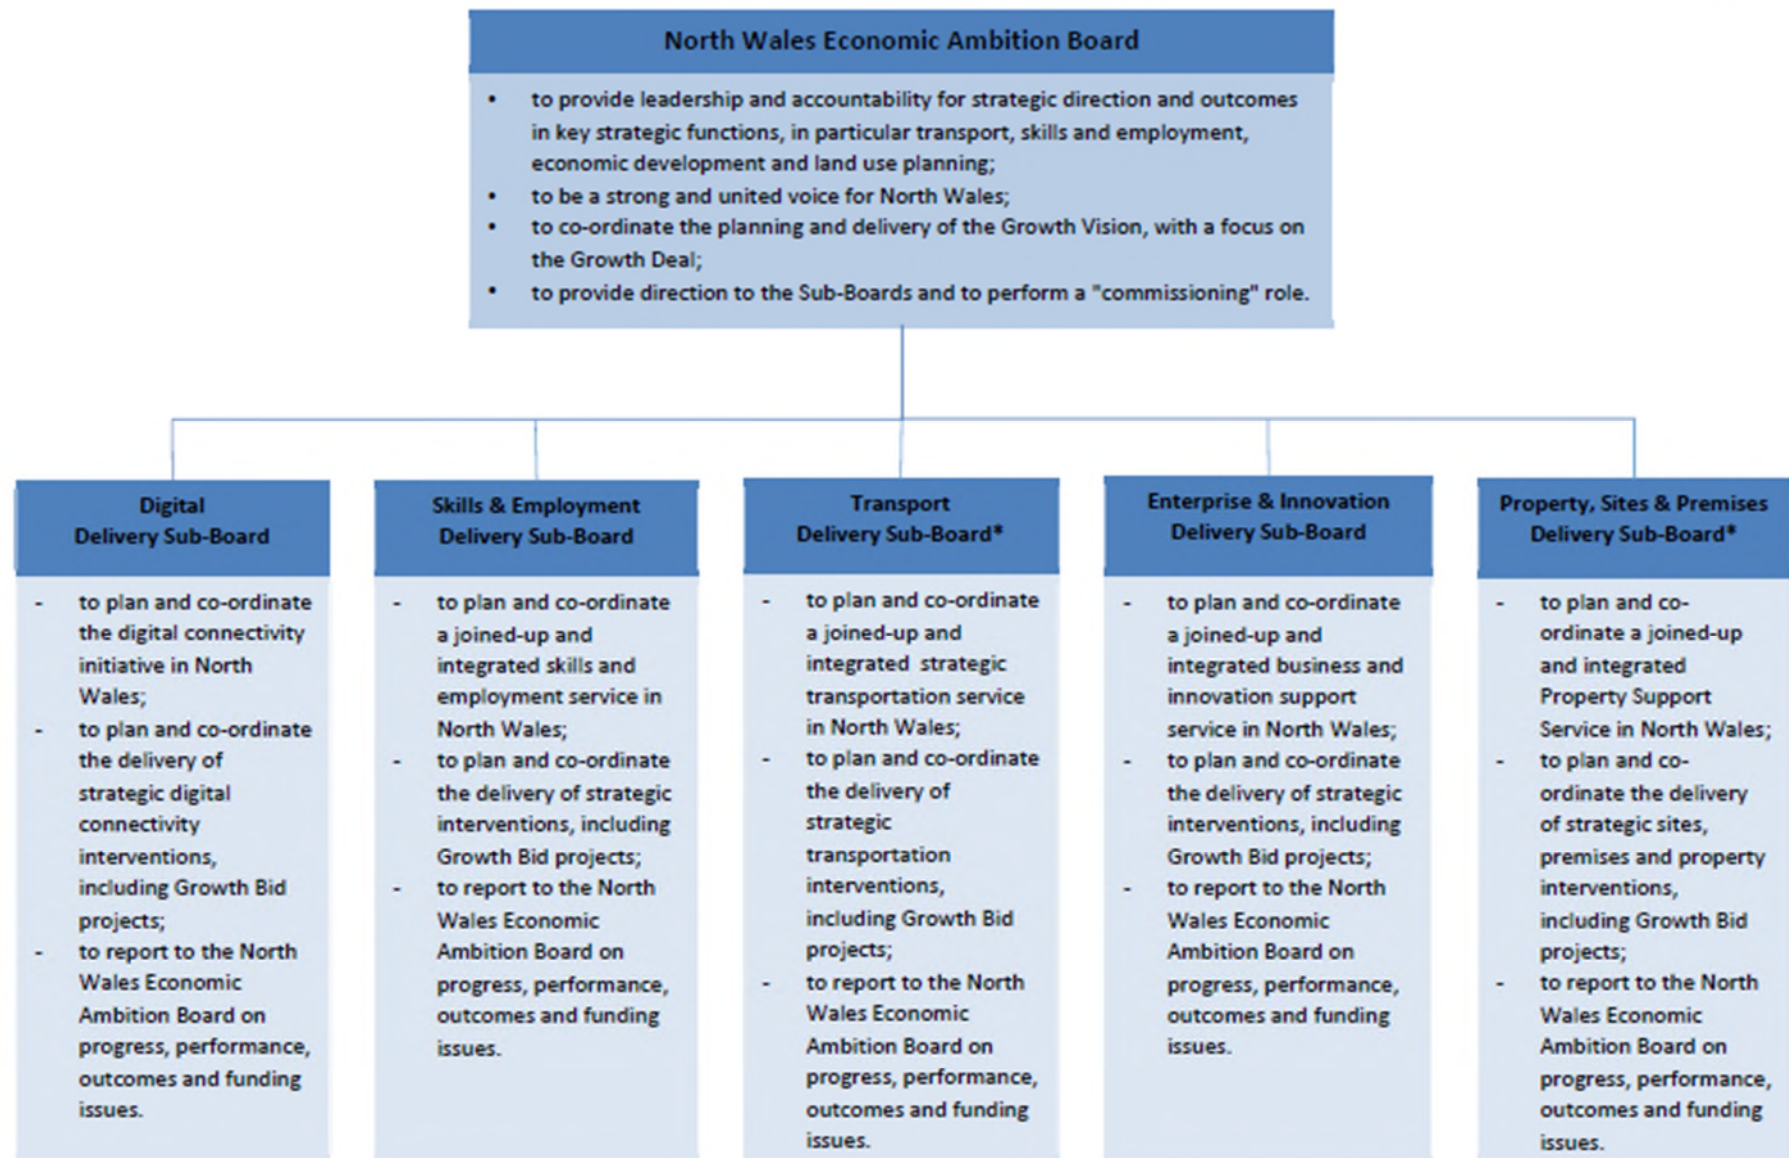 North Wales Economic Ambition Board
• to provide leadership and accountability for strategic direction and outcomes
in key strategic functions, in particular transport, skills and employment,
economic development and land use planning;
• to be a strong and united voice for North Wales;
• to co-ordinate the planning and delivery of the Growth Vision, with a focus on
the Growth Deal;
• to provide direction to the Sub-Boards and to perform a "commissioning" role.
Digital
Delivery Sub-Board
- to plan and co-ordinate
the digital connectivity
initiative in North
Wales;
- to plan and co-ordinate
the delivery of
strategic digital
connectivity
interventions,
including Growth Bid
projects;
- to report to the North
Wales Economic
Ambition Board on
progress, performance,
outcomes and funding
issues.
Skills & Employment
Delivery Sub-Board
- to plan and co-ordinate
a joined-up and
integrated skills and
employment service in
North Wales;
- to plan and co-ordinate
the delivery of strategic
interventions, including
Growth Bid projects;
- to report to the North
Wales Economic
Ambition Board on
progress, performance,
outcomes and funding
issues.
Transport
Delivery Sub-Board*
- to plan and co-ordinate
a joined-up and
integrated strategic
transportation service
in North Wales;
- to plan and co-ordinate
the delivery of
strategic
transportation
interventions,
including Growth Bid
projects;
- to report to the North
Wales Economic
Ambition Board on
progress, performance,
outcomes and funding
issues.
Enterprise & Innovation
Delivery Sub-Board
- to plan and co-ordinate
a joined-up and
integrated business and
innovation support
service in North Wales;
- to plan and co-ordinate
the delivery of strategic
interventions, including
Growth Bid projects;
- to report to the North
Wales Economic
Ambition Board on
progress, performance,
outcomes and funding
issues.
Property, Sites & Premises
Delivery Sub-Board*
- to plan and co-
ordinate a joined-up
and integrated
Property Support
Service in North Wales;
- to plan and co-
ordinate the delivery
of strategic sites,
premises and property
interventions,
including Growth Bid
projects;
- to report to the North
Wales Economic
Ambition Board on
progress, performance,
outcomes and funding
issues.